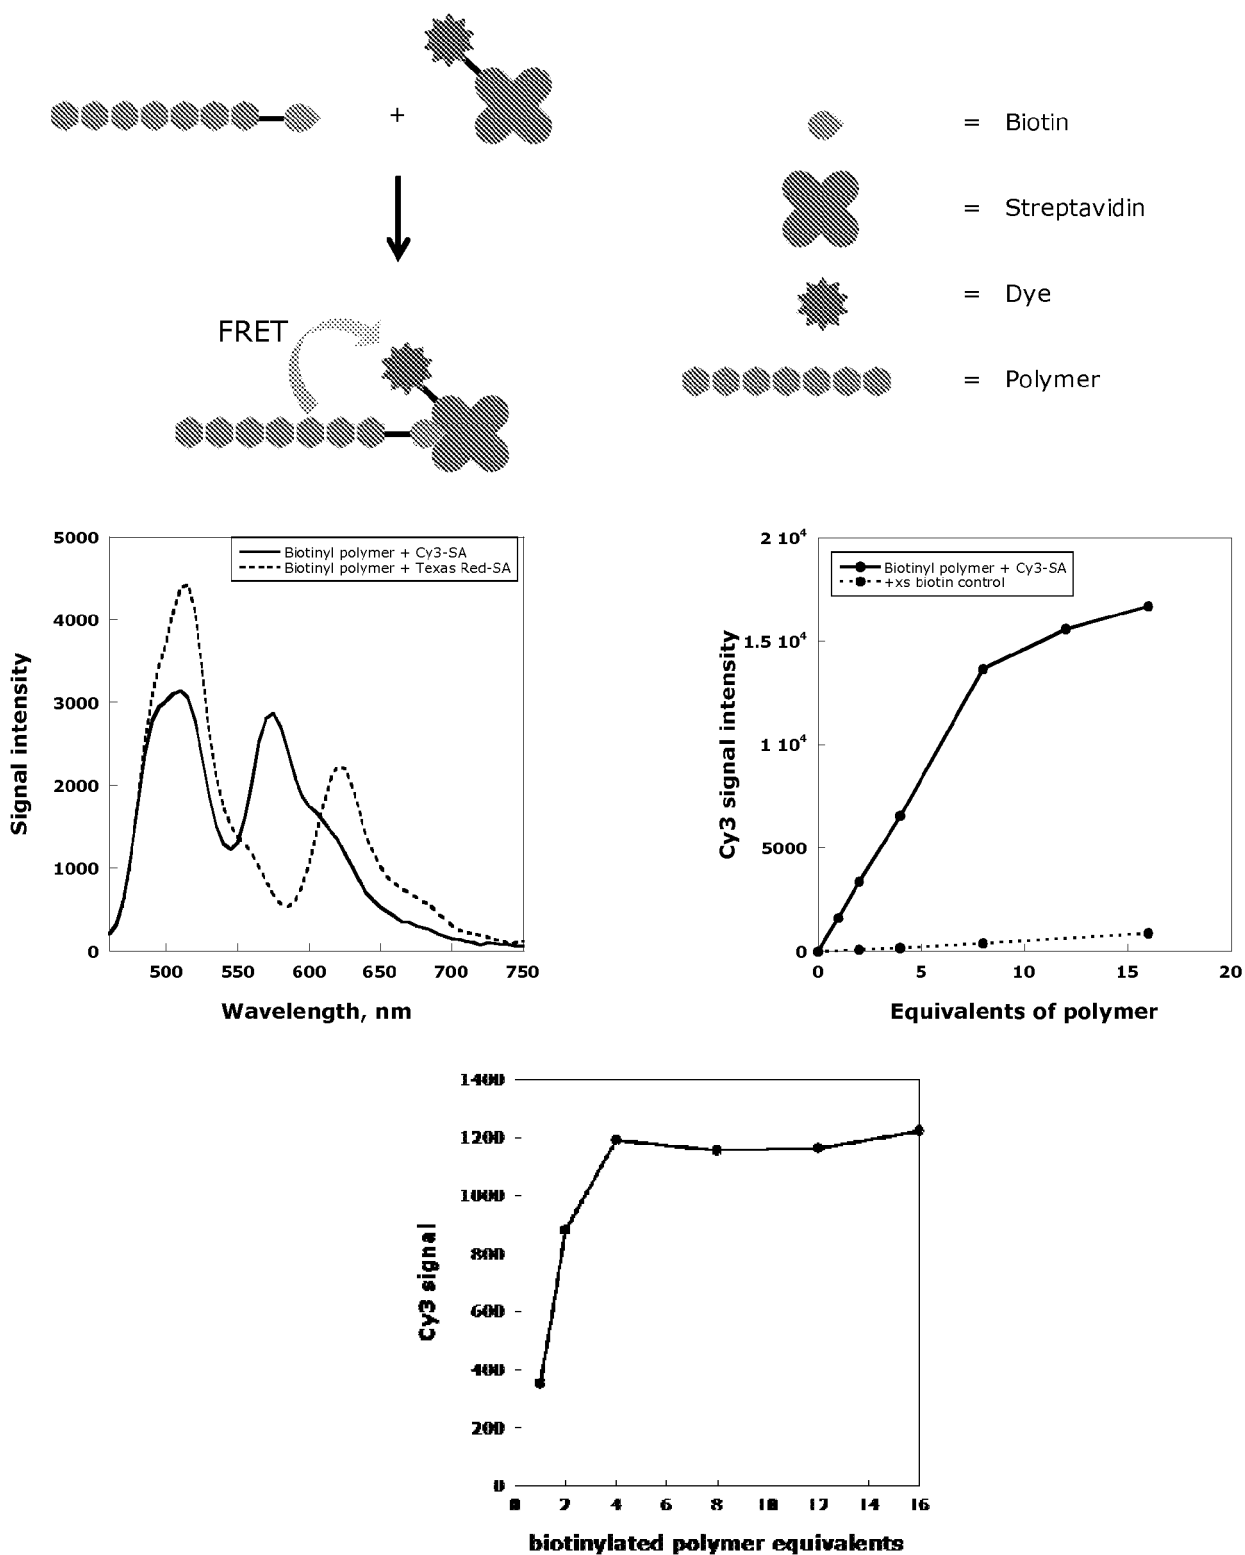 +
= Biotin
= Streptavidin
= Dye
= Polymer
FRET
5000
4000
3000
2000
1000
0
Signal intensity
Biotinyl polymer + Cy3-SA
Biotinyl polymer + Texas Red-SA
500 550 600 650 700 750
Wavelength, nm
2 10⁴
1.5 10⁴
1 10⁴
5000
0
Cy3 signal intensity
Biotinyl polymer + Cy3-SA
+xs biotin control
0 5 10 15 20
Equivalents of polymer
1400
1200
1000
800
600
400
200
0
Cy3 signal
0 2 4 6 8 10 12 14 16
biotinylated polymer equivalents